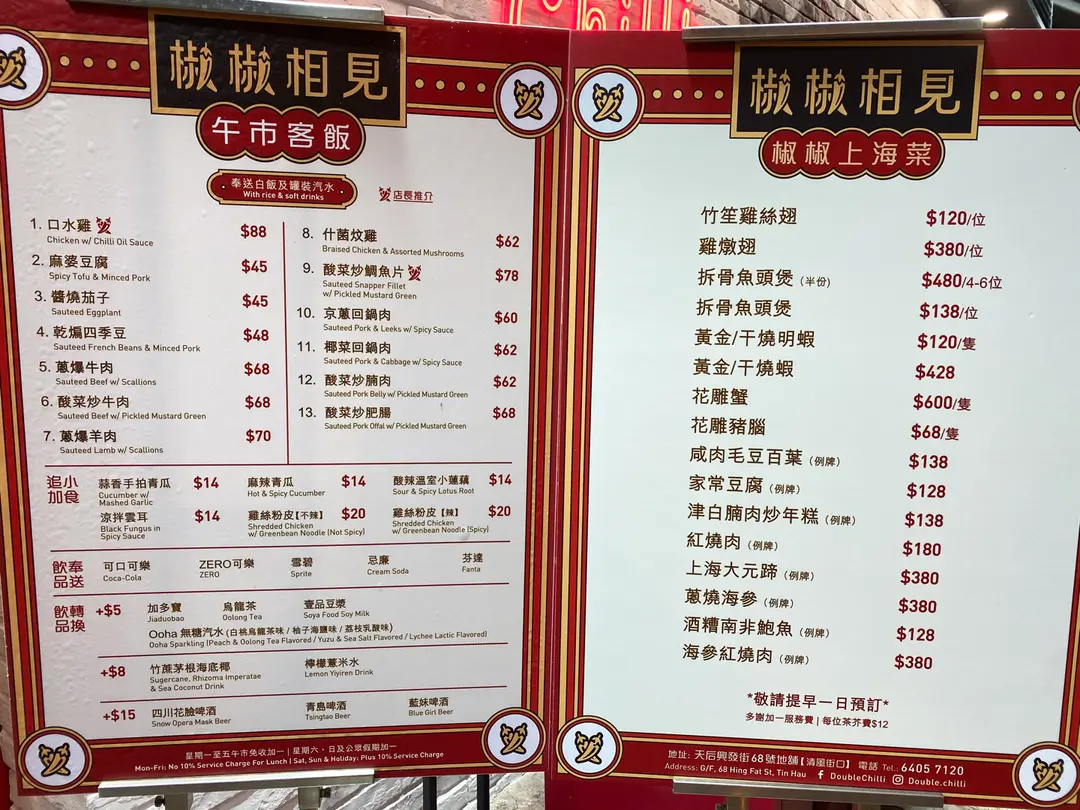 Chilli
椒椒相見
午市客飯
奉送白飯及罐裝汽水
With rice & soft drinks
店長推介
1. 口水雞 $88
Chicken w/ Chilli Oil Sauce
2. 麻婆豆腐 $45
Spicy Tofu & Minced Pork
3. 醬燒茄子 $45
Sauteed Eggplant
4. 乾煸四季豆 $48
Sauteed French Beans & Minced Pork
5. 蔥爆牛肉 $68
Sauteed Beef w/ Scallions
6. 酸菜炒牛肉 $68
Sauteed Beef w/ Pickled Mustard Green
7. 蔥爆羊肉 $70
Sauteed Lamb w/ Scallions
8. 什菌炆雞 $62
Braised Chicken & Assorted Mushrooms
9. 酸菜炒鯛魚片 $78
Sauteed Snapper Fillet
w/ Pickled Mustard Green
10. 京蔥回鍋肉 $60
Sauteed Pork & Leeks w/ Spicy Sauce
11. 椰菜回鍋肉 $62
Sauteed Pork & Cabbage w/ Spicy Sauce
12. 酸菜炒腩肉 $62
Sauteed Pork Belly w/ Pickled Mustard Green
13. 酸菜炒肥腸 $68
Sauteed Pork Offal w/ Pickled Mustard Green
追加小食
蒜香手拍青瓜 $14
Cucumber w/
Mashed Garlic
麻辣青瓜 $14
Hot & Spicy Cucumber
酸辣溫室小蓮藕 $14
Sour & Spicy Lotus Root
涼拌雲耳 $14
Black Fungus in
Spicy Sauce
雞絲粉皮【不辣】 $20
Shredded Chicken
w/ Greenbean Noodle (Not Spicy)
雞絲粉皮【辣】 $20
Shredded Chicken
w/ Greenbean Noodle (Spicy)
奉送飲品
可口可樂
Coca-Cola
ZERO可樂
ZERO
雪碧
Sprite
忌廉
Cream Soda
芬達
Fanta
轉換飲品
+$5
加多寶
Jiaduobao
烏龍茶
Oolong Tea
壹品豆漿
Soya Food Soy Milk
Ooha 無糖汽水 (白桃烏龍茶味 / 柚子海鹽味 / 荔枝乳酸味)
Ooha Sparkling (Peach & Oolong Tea Flavored / Yuzu & Sea Salt Flavored / Lychee Lactic Flavored)
+$8
竹蔗茅根海底椰
Sugercane, Rhizoma Imperatae
& Sea Coconut Drink
檸檬薏米水
Lemon Yiyiren Drink
+$15
四川花臉啤酒
Snow Opera Mask Beer
青島啤酒
Tsingtao Beer
藍妹啤酒
Blue Girl Beer
星期一至五午市免收加一 | 星期六、日及公眾假期加一
Mon-Fri: No 10% Service Charge For Lunch | Sat, Sun & Holiday: Plus 10% Service Charge
椒椒相見
椒椒上海菜
竹笙雞絲翅 $120/位
雞燉翅 $380/位
拆骨魚頭煲 (半份) $480/4-6位
拆骨魚頭煲 $138/位
黃金/干燒明蝦 $120/隻
黃金/干燒蝦 $428
花雕蟹 $600/隻
花雕豬腦 $68/隻
咸肉毛豆百葉 (例牌) $138
家常豆腐 (例牌) $128
津白腩肉炒年糕 (例牌) $138
紅燒肉 (例牌) $180
上海大元蹄 (例牌) $380
蔥燒海參 (例牌) $380
酒糟南非鮑魚 (例牌) $128
海參紅燒肉 (例牌) $380
*敬請提早一日預訂*
多謝加一服務費 | 每位茶芥費$12
地址: 天后興發街68號地舖【清風街口】 電話 Tel.: 6405 7120
Address: G/F, 68 Hing Fat St, Tin Hau DoubleChilli Double.chilli